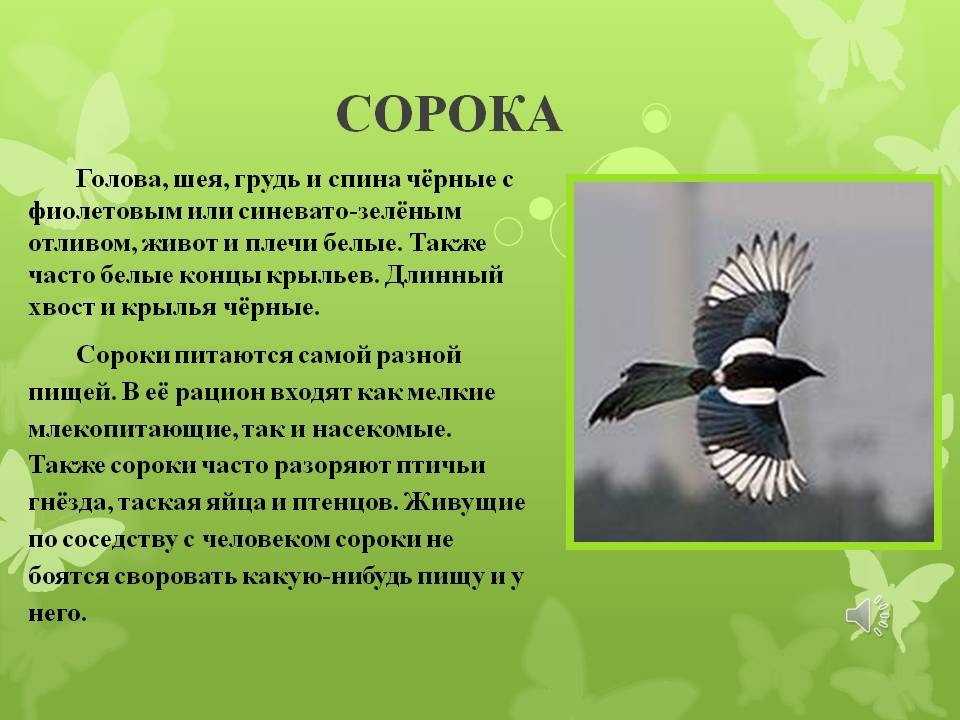 СОРОКА
Голова, шея, грудь и спина чёрные с
фиолетовым или синевато-зелёным
отливом, живот и плечи белые. Также
часто белые концы крыльев. Длинный
хвост и крылья чёрные.
Сороки питаются самой разной
пищей. В её рацион входят как мелкие
млекопитающие, так и насекомые.
Также сороки часто разоряют птичьи
гнёзда, таская яйца и птенцов. Живущие
по соседству с человеком сороки не
боятся своровать какую-нибудь пищу и у
него.